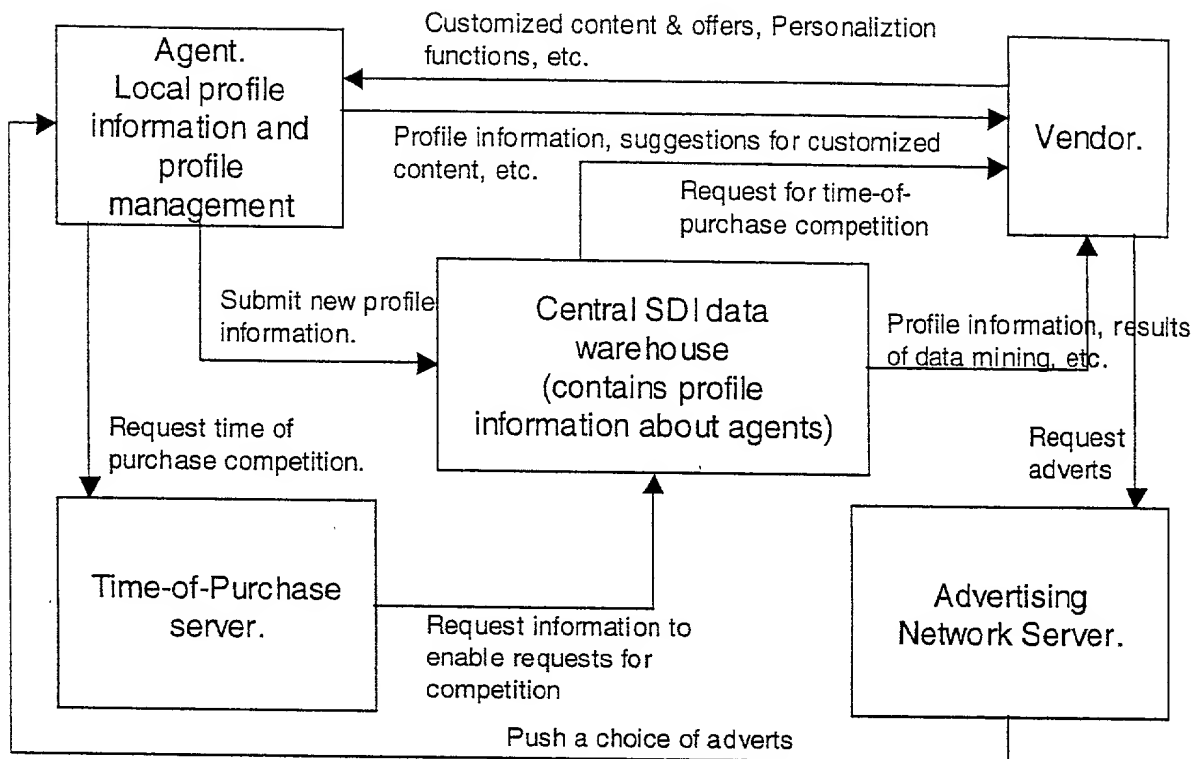 Agent.
Local profile
information and
profile
management
Customized content & offers, Personaliztion
functions, etc.
Vendor.
Profile information, suggestions for customized
content, etc.
Request for time-of-
purchase competition
Submit new profile
information.
Central SDI data
warehouse
(contains profile
information about agents)
Profile information, results
of data mining, etc.
Request time of
purchase competition.
Request
adverts
Time-of-Purchase
server.
Request information to
enable requests for
competition
Advertising
Network Server.
Push a choice of adverts